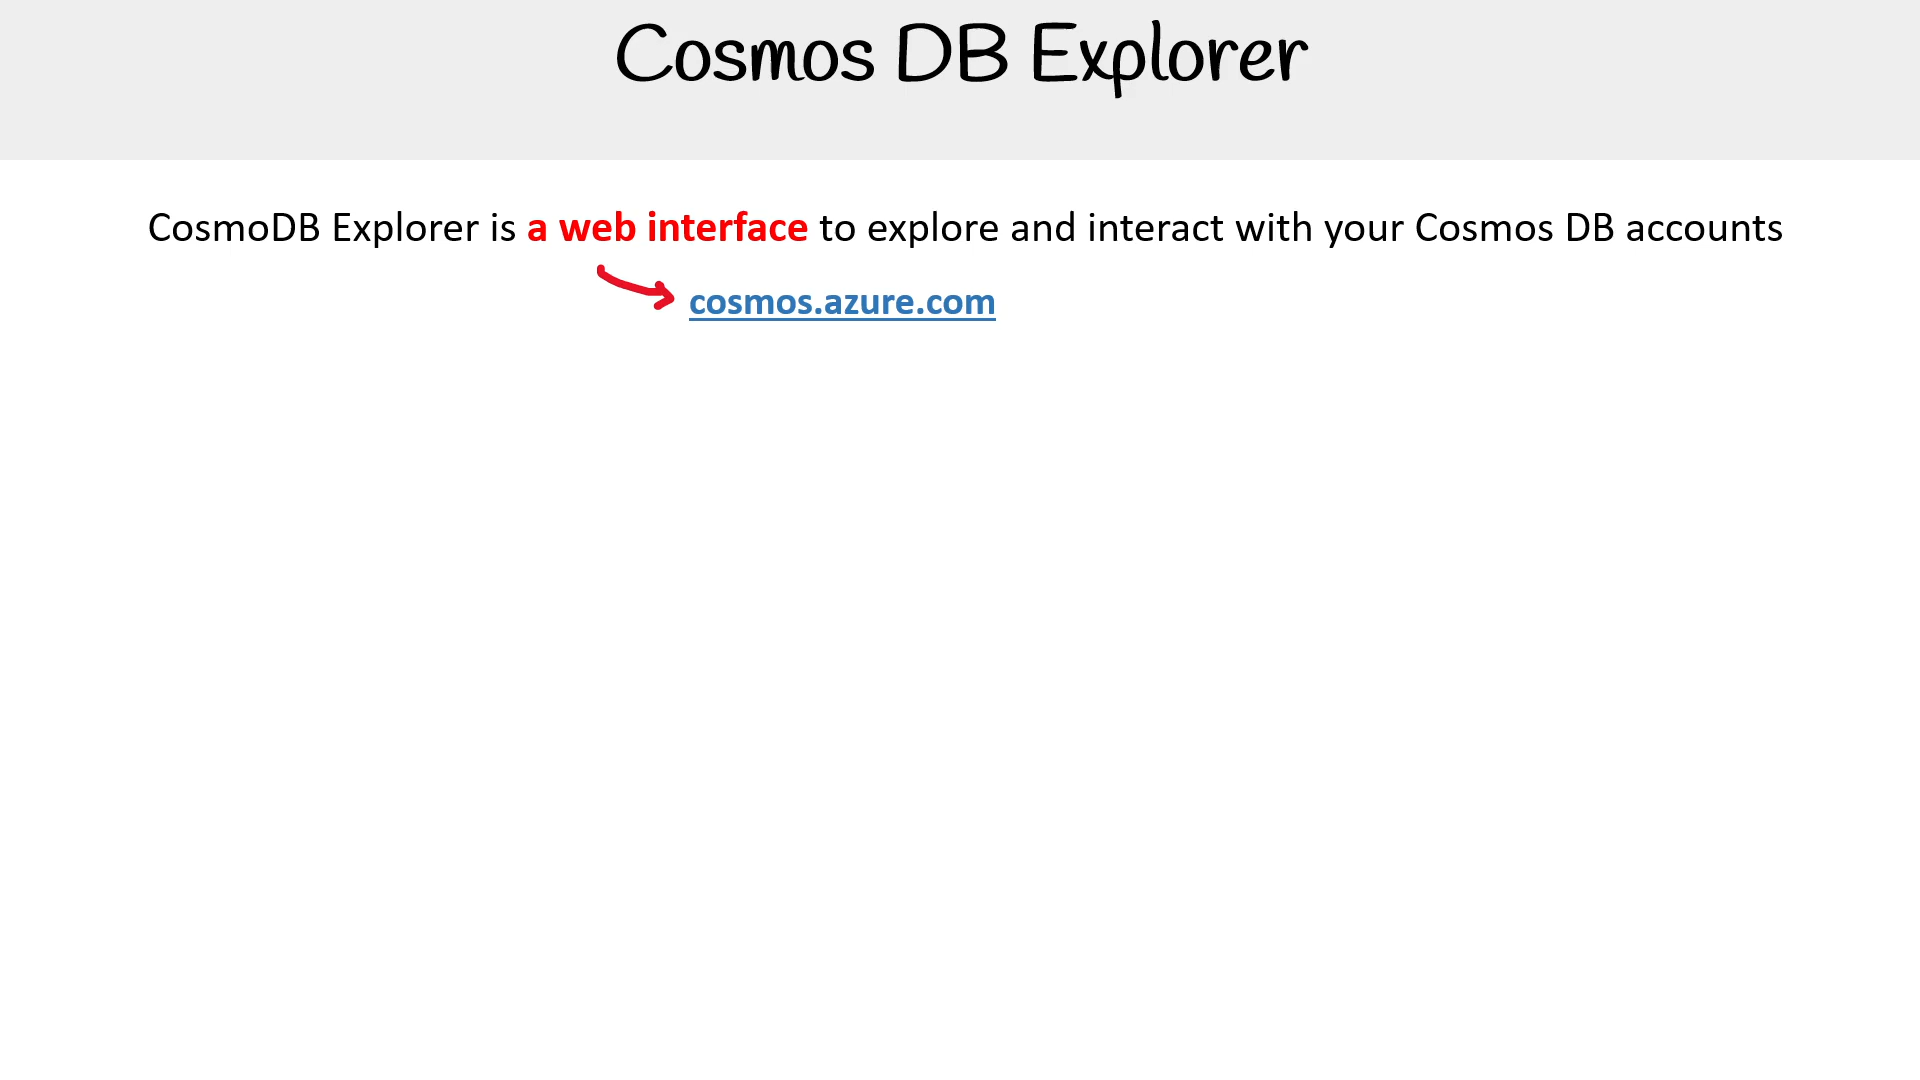 Cosmos DB Explorer
CosmoDB Explorer is a web interface to explore and interact with your Cosmos DB accounts
cosmos.azure.com